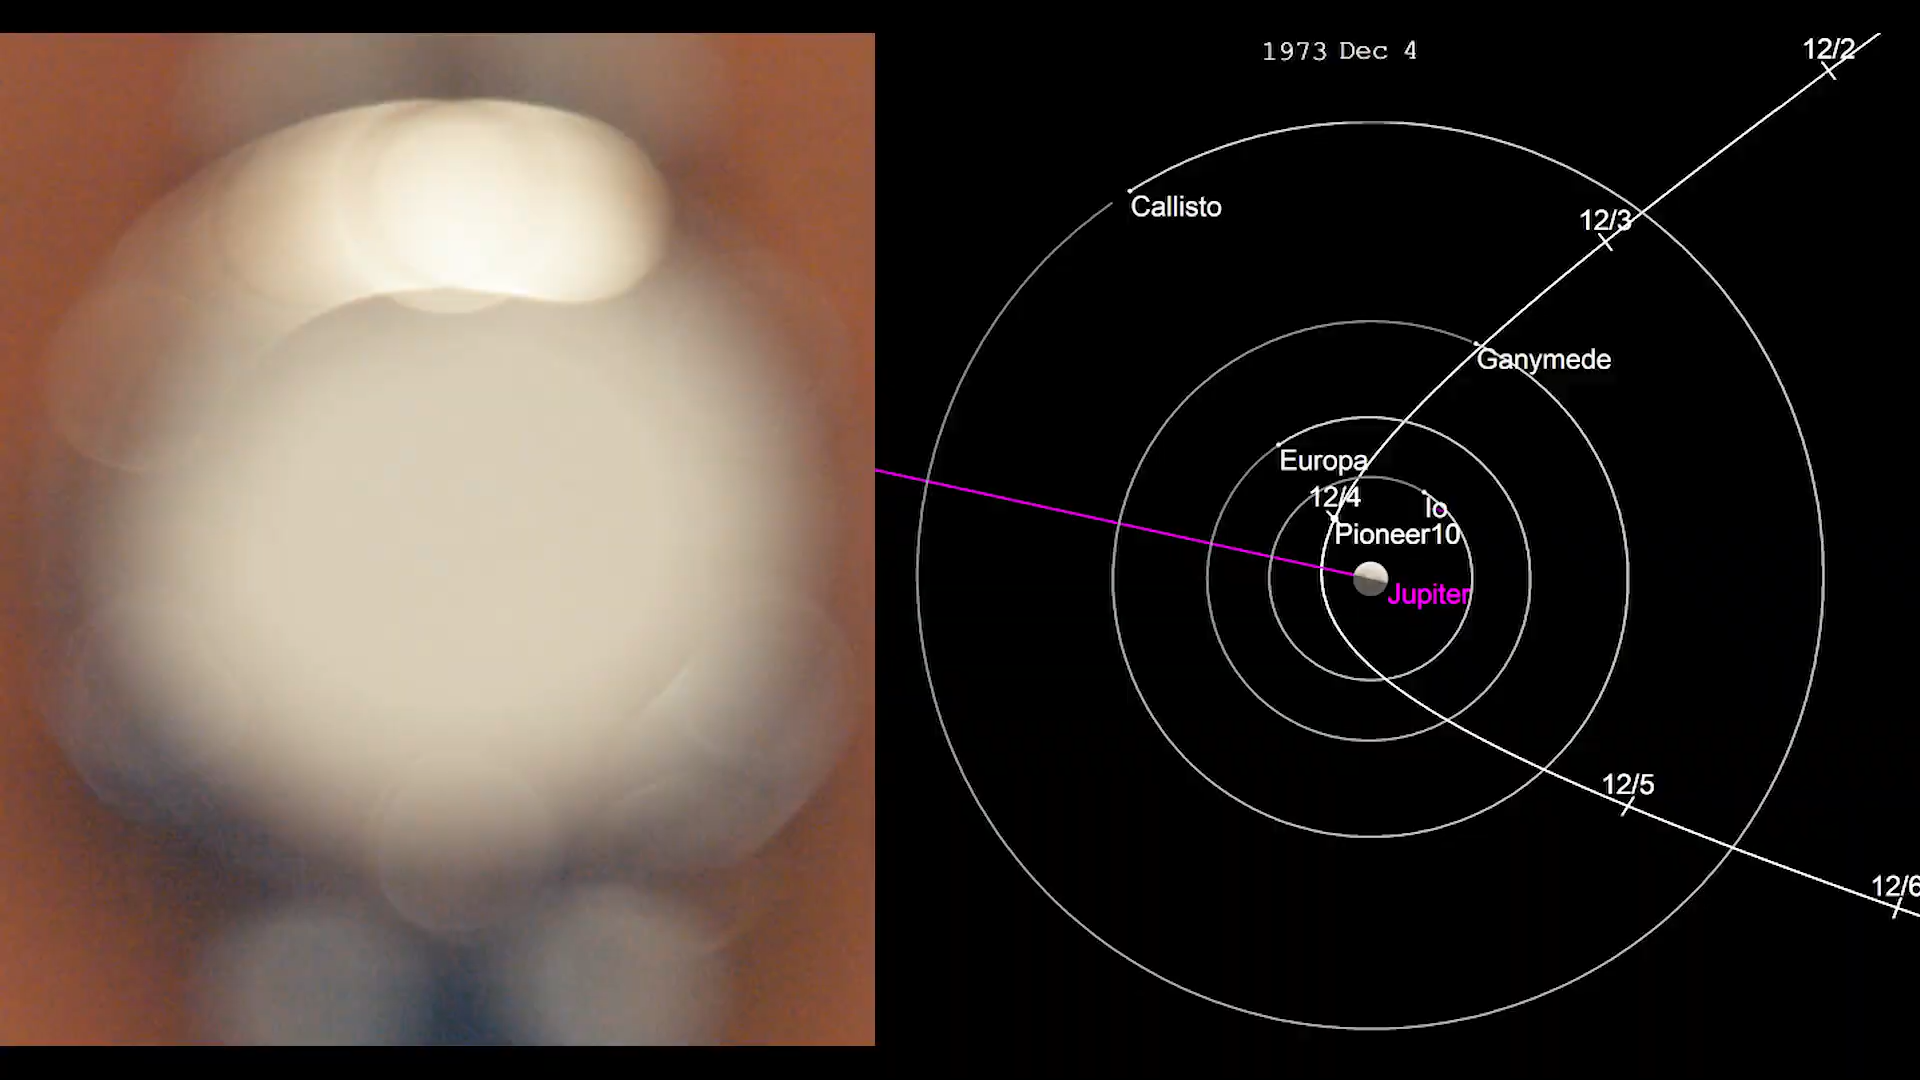 1973 Dec 4
12/2
Callisto
12/3
Ganymede
Europa
12/4
Io
Pioneer10
Jupiter
12/5
12/6